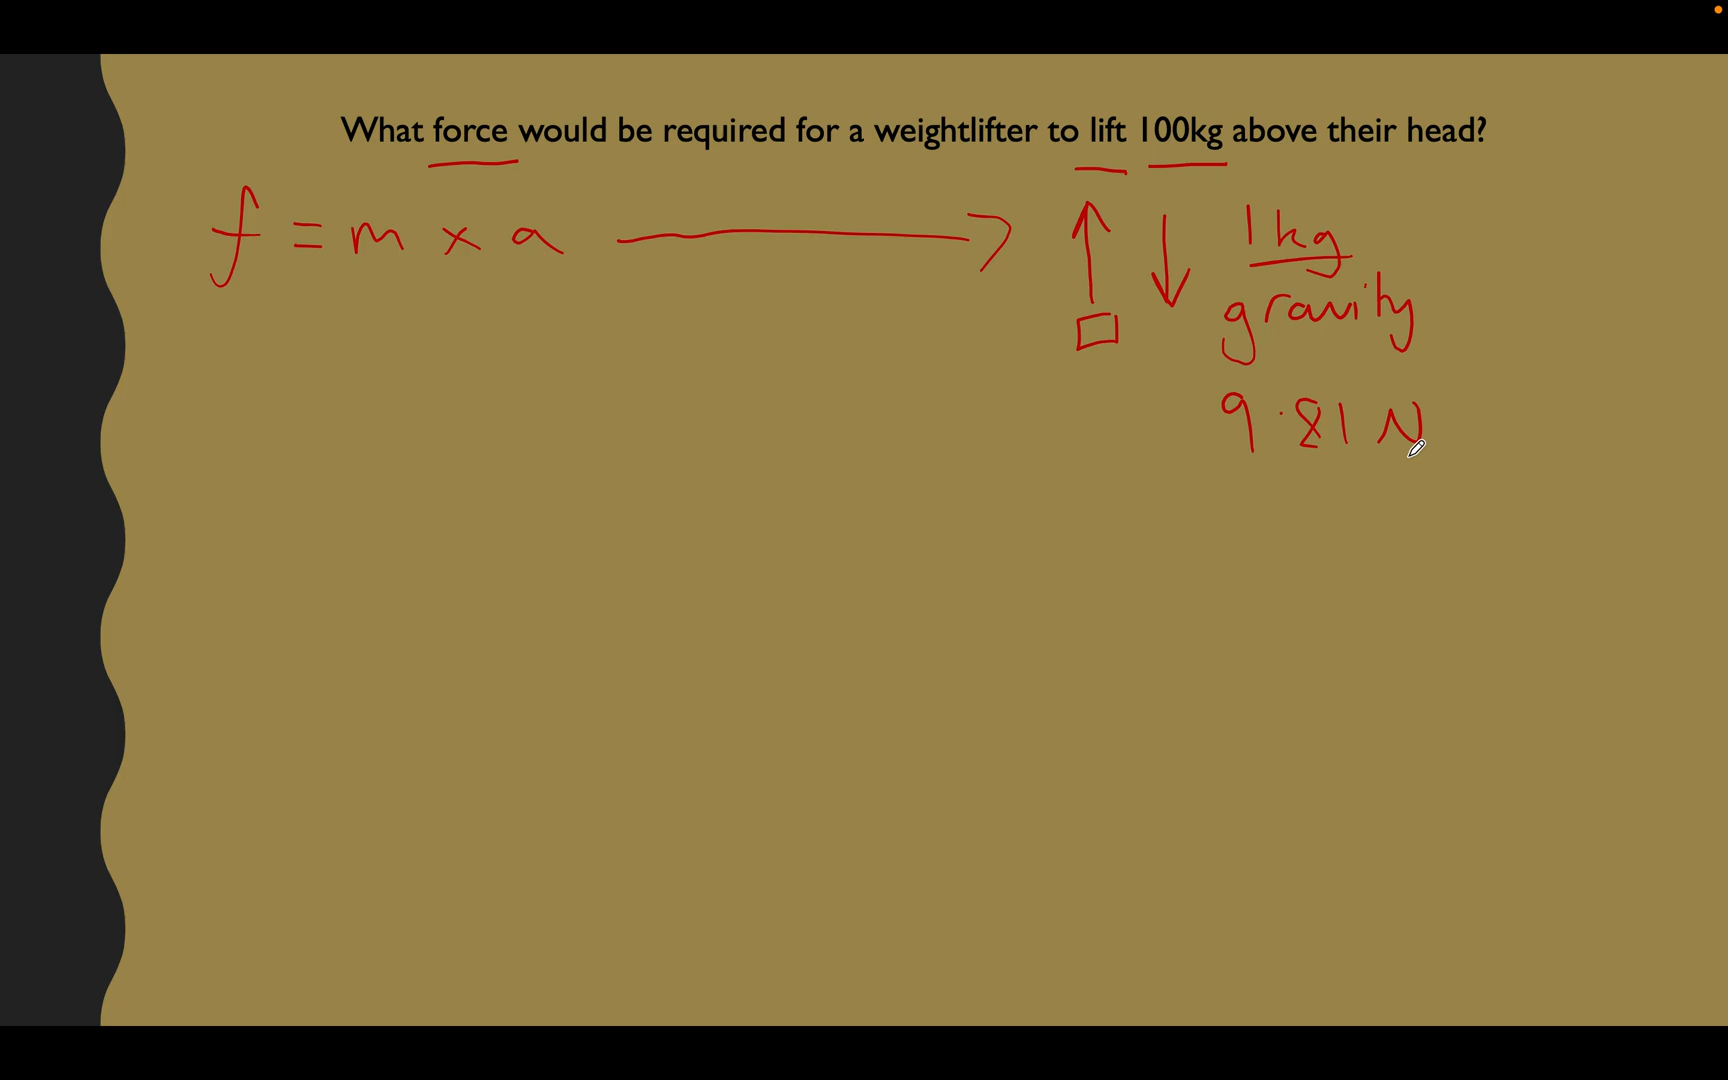 What force would be required for a weightlifter to lift 100kg above their head?
f = m x a
1kg
gravity
9.81 N